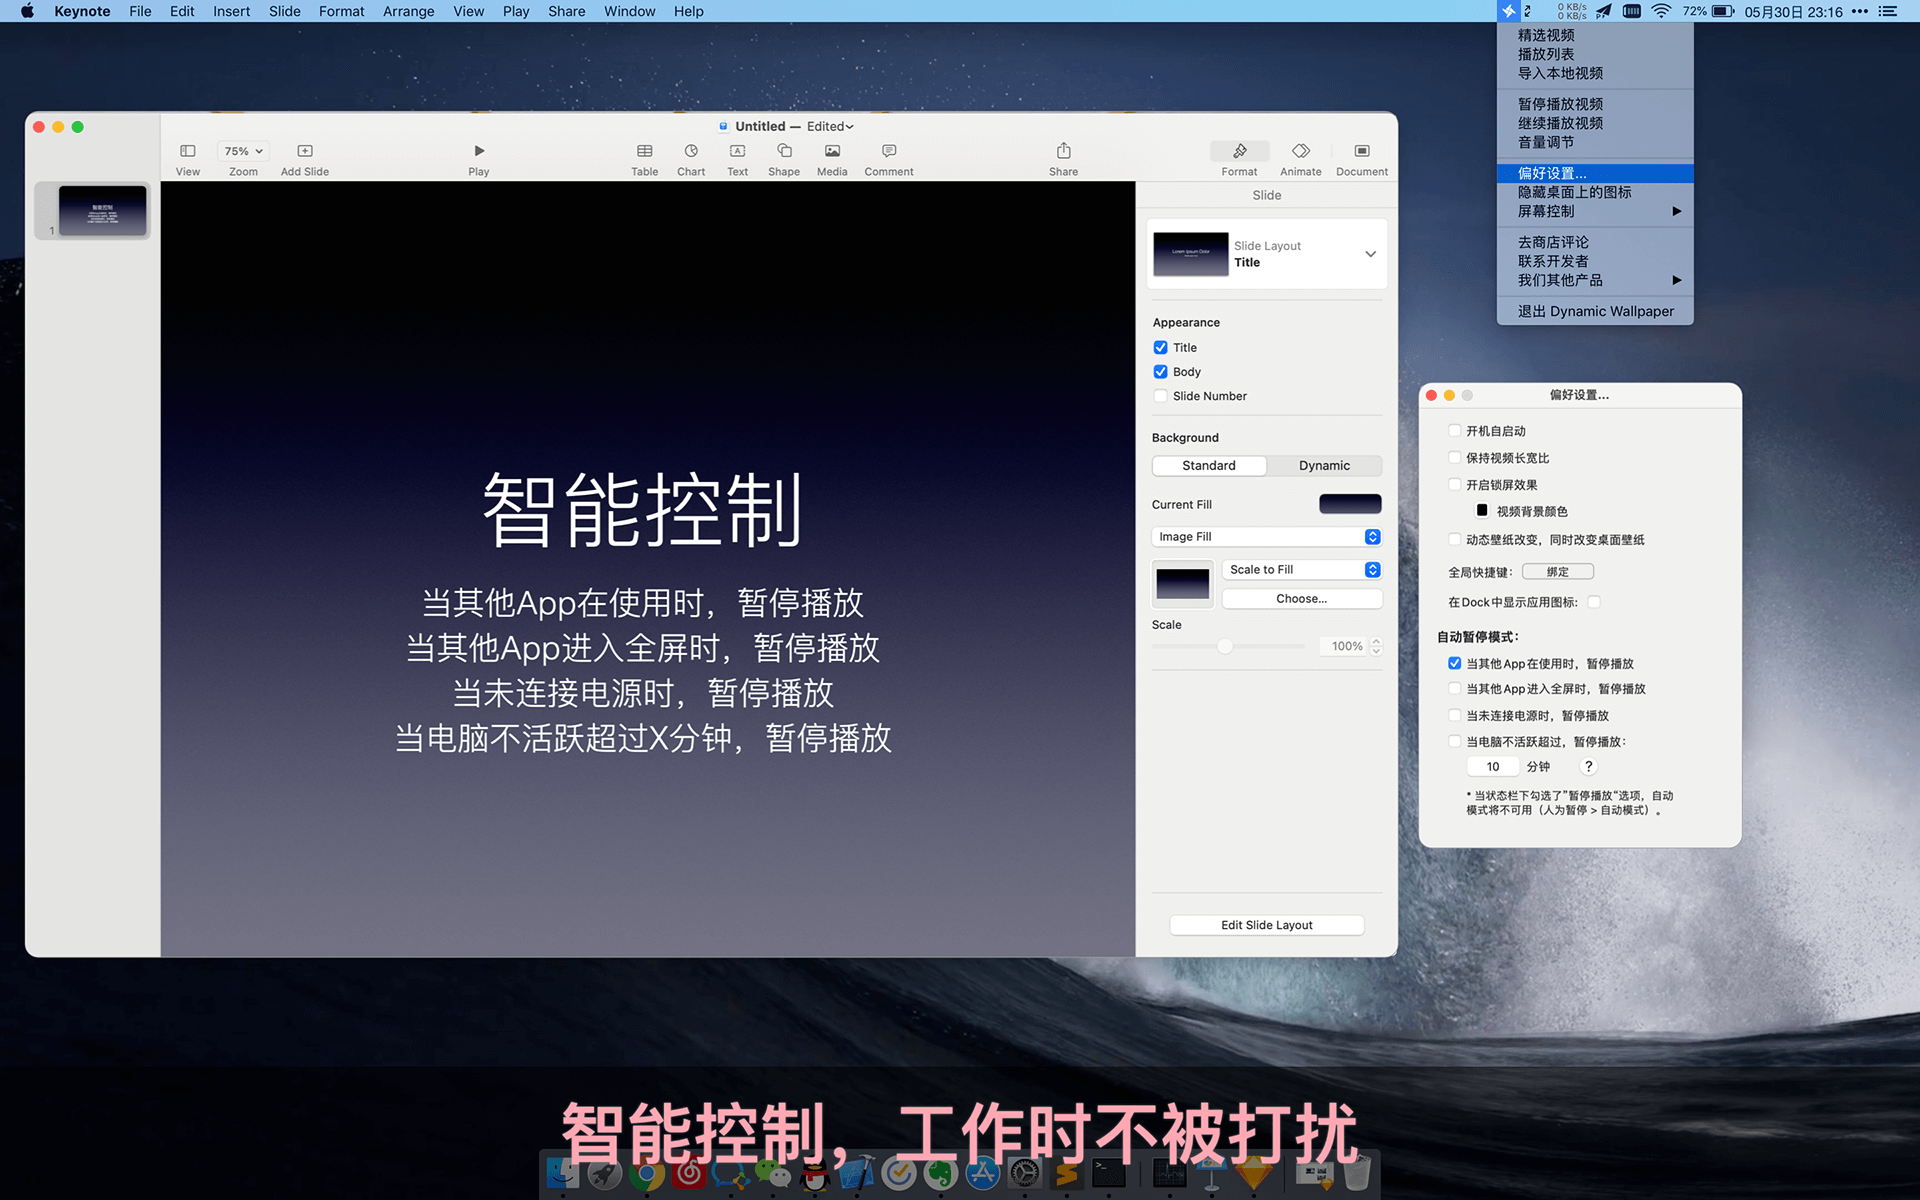 Keynote File Edit Insert Slide Format Arrange View Play Share Window Help
0 KB/s
0 KB/s
72%
05月30日 23:16
精选视频
播放列表
导入本地视频
暂停播放视频
继续播放视频
音量调节
偏好设置...
隐藏桌面上的图标
屏幕控制
去商店评论
联系开发者
我们其他产品
退出 Dynamic Wallpaper
Untitled — Edited
75%
View Zoom Add Slide Play Table Chart Text Shape Media Comment Share Format Animate Document
1
智能控制
当其他App在使用时，暂停播放
当其他App进入全屏时，暂停播放
当未连接电源时，暂停播放
当电脑不活跃超过X分钟，暂停播放
Slide
Slide Layout
Title
Appearance
Title
Body
Slide Number
Background
Standard Dynamic
Current Fill
Image Fill
Scale to Fill
Choose...
Scale
100%
Edit Slide Layout
偏好设置...
开机自启动
保持视频长宽比
开启锁屏效果
视频背景颜色
动态壁纸改变，同时改变桌面壁纸
全局快捷键： 绑定
在Dock中显示应用图标:
自动暂停模式：
当其他App在使用时，暂停播放
当其他App进入全屏时，暂停播放
当未连接电源时，暂停播放
当电脑不活跃超过，暂停播放：
10 分钟 ?
* 当状态栏下勾选了”暂停播放“选项，自动
模式将不可用（人为暂停 > 自动模式）。
智能控制，工作时不被打扰